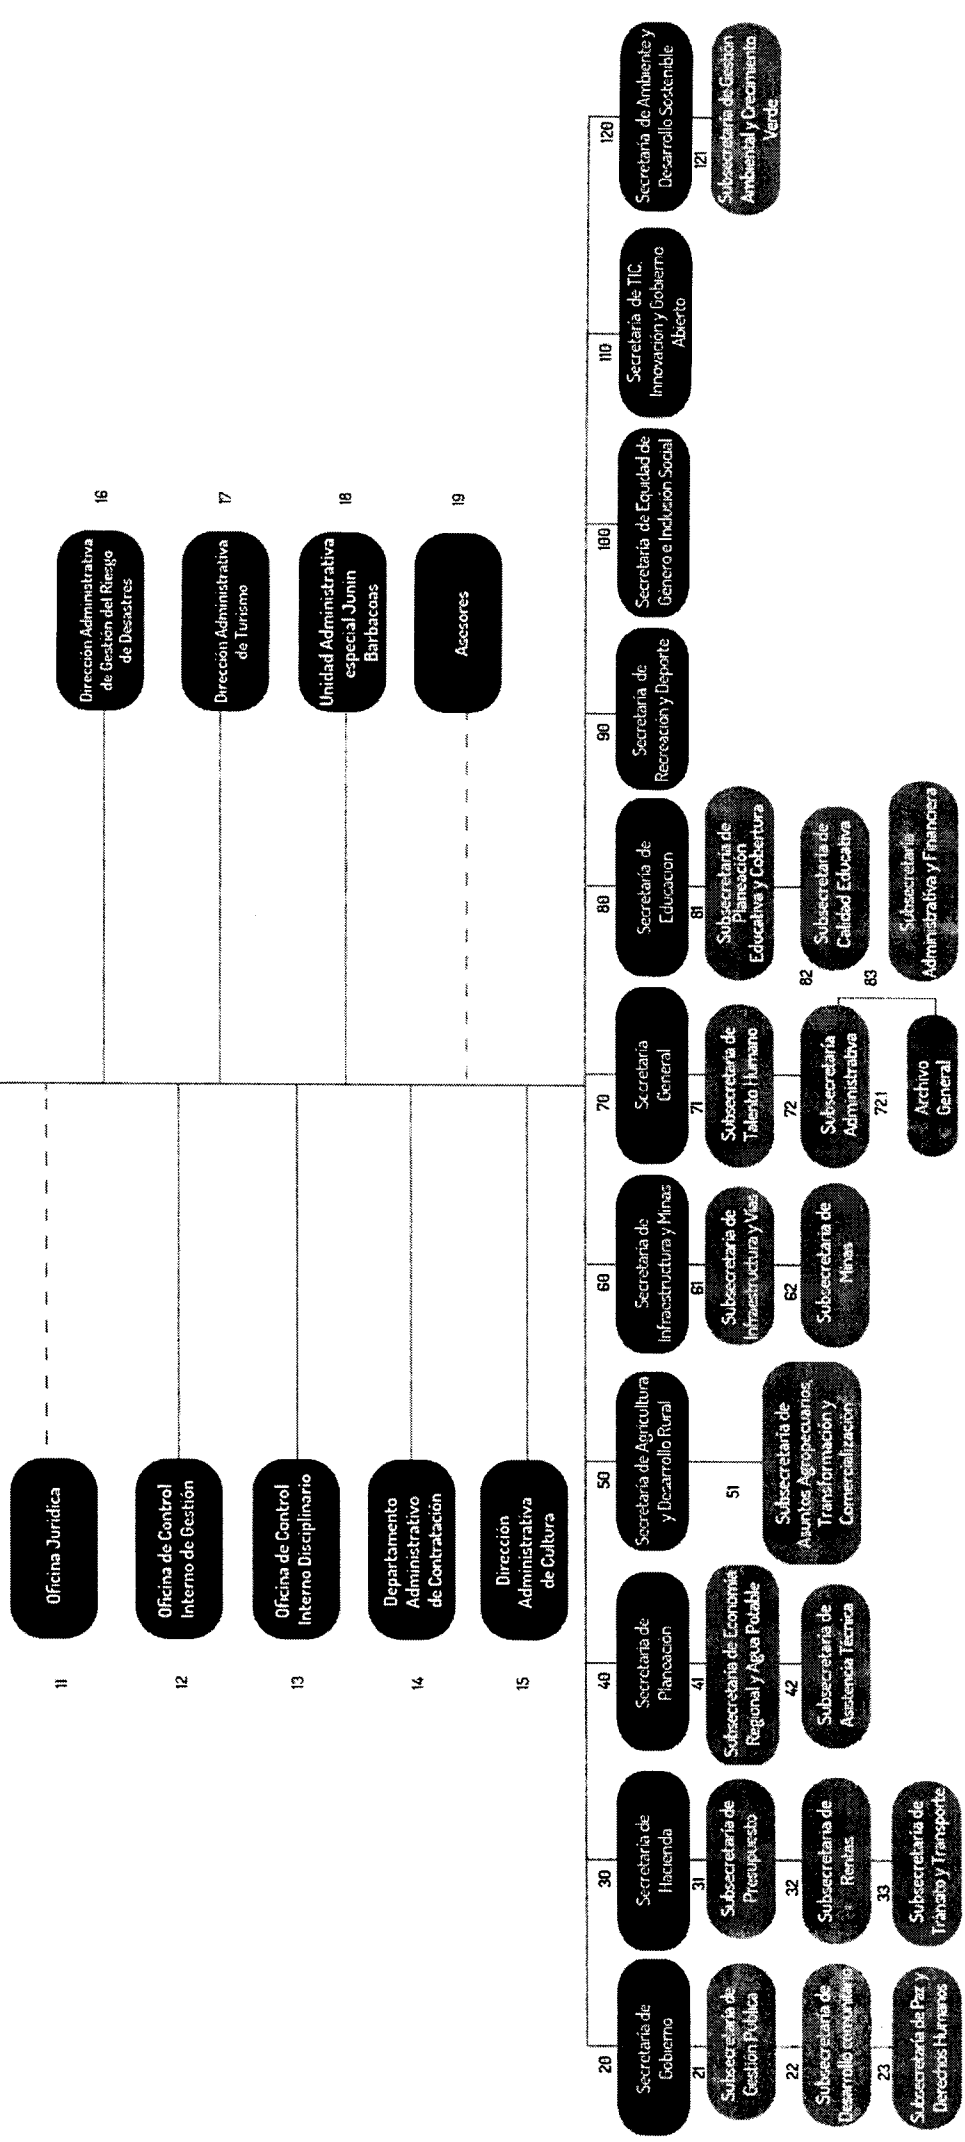 11
Oficina Jurídica
12
Oficina de Control
Interno de Gestión
13
Oficina de Control
Interno Disciplinario
14
Departamento
Administrativo
de Contratación
15
Dirección
Administrativa
de Cultura
Dirección Administrativa
de Gestión del Riesgo
de Desastres
16
Dirección Administrativa
de Turismo
17
Unidad Administrativa
especial Junin
Barbacoas
18
Asesores
19
20
Secretaría de
Gobierno
21
Subsecretaría de
Gestión Pública
22
Subsecretaría de
Desarrollo comunitario
23
Subsecretaría de Paz y
Derechos Humanos
30
Secretaría de
Hacienda
31
Subsecretaría de
Presupuesto
32
Subsecretaría de
Rentas
33
Subsecretaría de
Tránsito y Transporte
40
Secretaría de
Planeación
41
Subsecretaría de Economía
Regional y Agua Potable
42
Subsecretaría de
Asistencia Técnica
50
Secretaría de Agricultura
y Desarrollo Rural
51
Subsecretaría de
Asuntos Agropecuarios,
Transformación y
Comercialización
60
Secretaría de
Infraestructura y Minas
61
Subsecretaría de
Infraestructura y Vías
62
Subsecretaría de
Minas
70
Secretaría
General
71
Subsecretaría de
Talento Humano
72
Subsecretaría
Administrativa
72.1
Archivo
General
80
Secretaría de
Educación
81
Subsecretaría de
Planeación
Educativa y Cobertura
82
Subsecretaría de
Calidad Educativa
83
Subsecretaría
Administrativa y Financiera
90
Secretaría de
Recreación y Deporte
100
Secretaría de Equidad de
Género e Inclusión Social
110
Secretaría de TIC,
Innovación y Gobierno
Abierto
120
Secretaría de Ambiente y
Desarrollo Sostenible
121
Subsecretaría de Gestión
Ambiental y Crecimiento
Verde